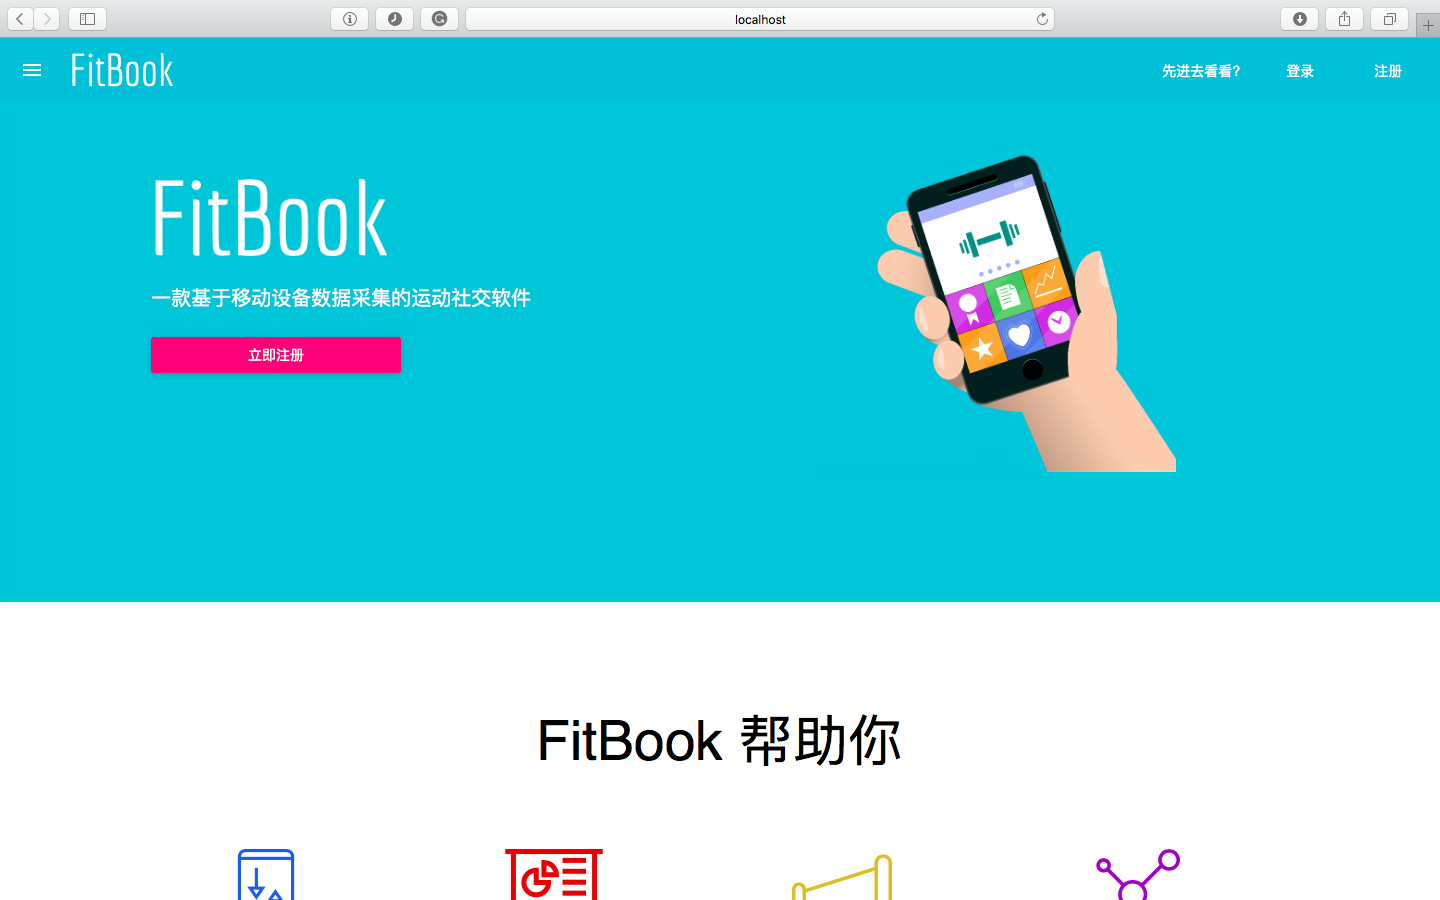 localhost
FitBook
先进去看看?
登录
注册
FitBook
一款基于移动设备数据采集的运动社交软件
立即注册
FitBook 帮助你